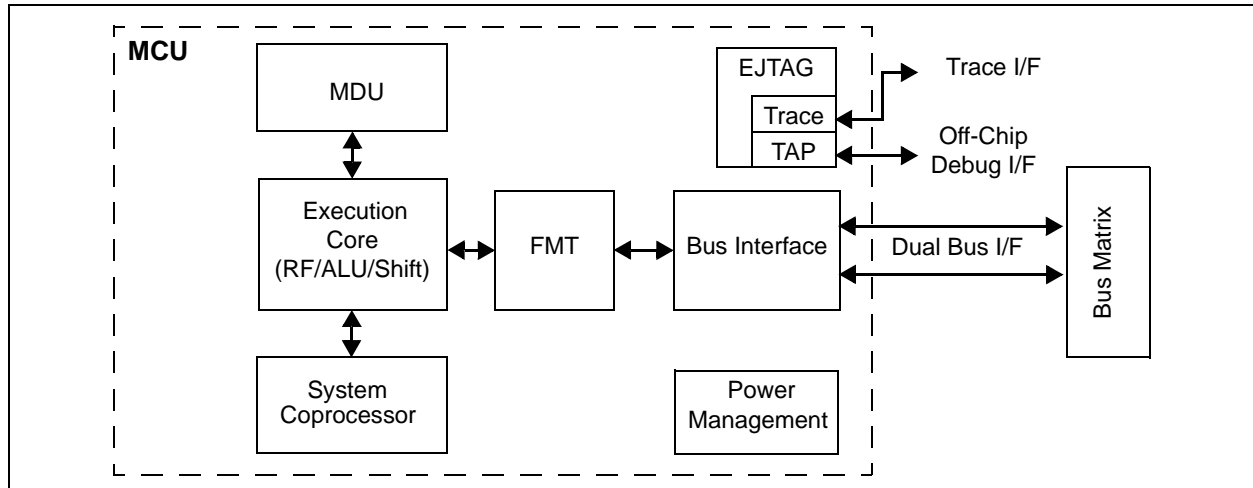 MCU
MDU
EJTAG
Trace
TAP
Trace I/F
Off-Chip
Debug I/F
Execution
Core
(RF/ALU/Shift)
FMT
Bus Interface
Dual Bus I/F
Bus Matrix
System
Coprocessor
Power
Management